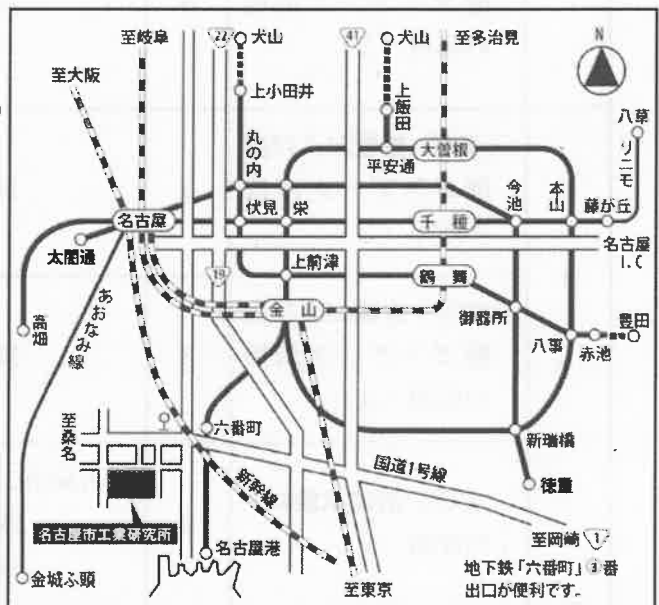 至岐阜
22
犬山
41
犬山
至多治見
N
至大阪
上小田井
上飯田
八草
丸の内
平安通
大曽根
リニモ
今池
本山
名古屋
伏見
栄
千種
藤が丘
太閤通
名古屋
I.C
19
上前津
鶴舞
あおなみ線
金山
御器所
高畑
八事
赤池
豊田
至桑名
六番町
新瑞橋
国道1号線
新幹線
徳重
名古屋市工業研究所
名古屋港
至岡崎
1
金城ふ頭
至東京
地下鉄「六番町」③番
出口が便利です。